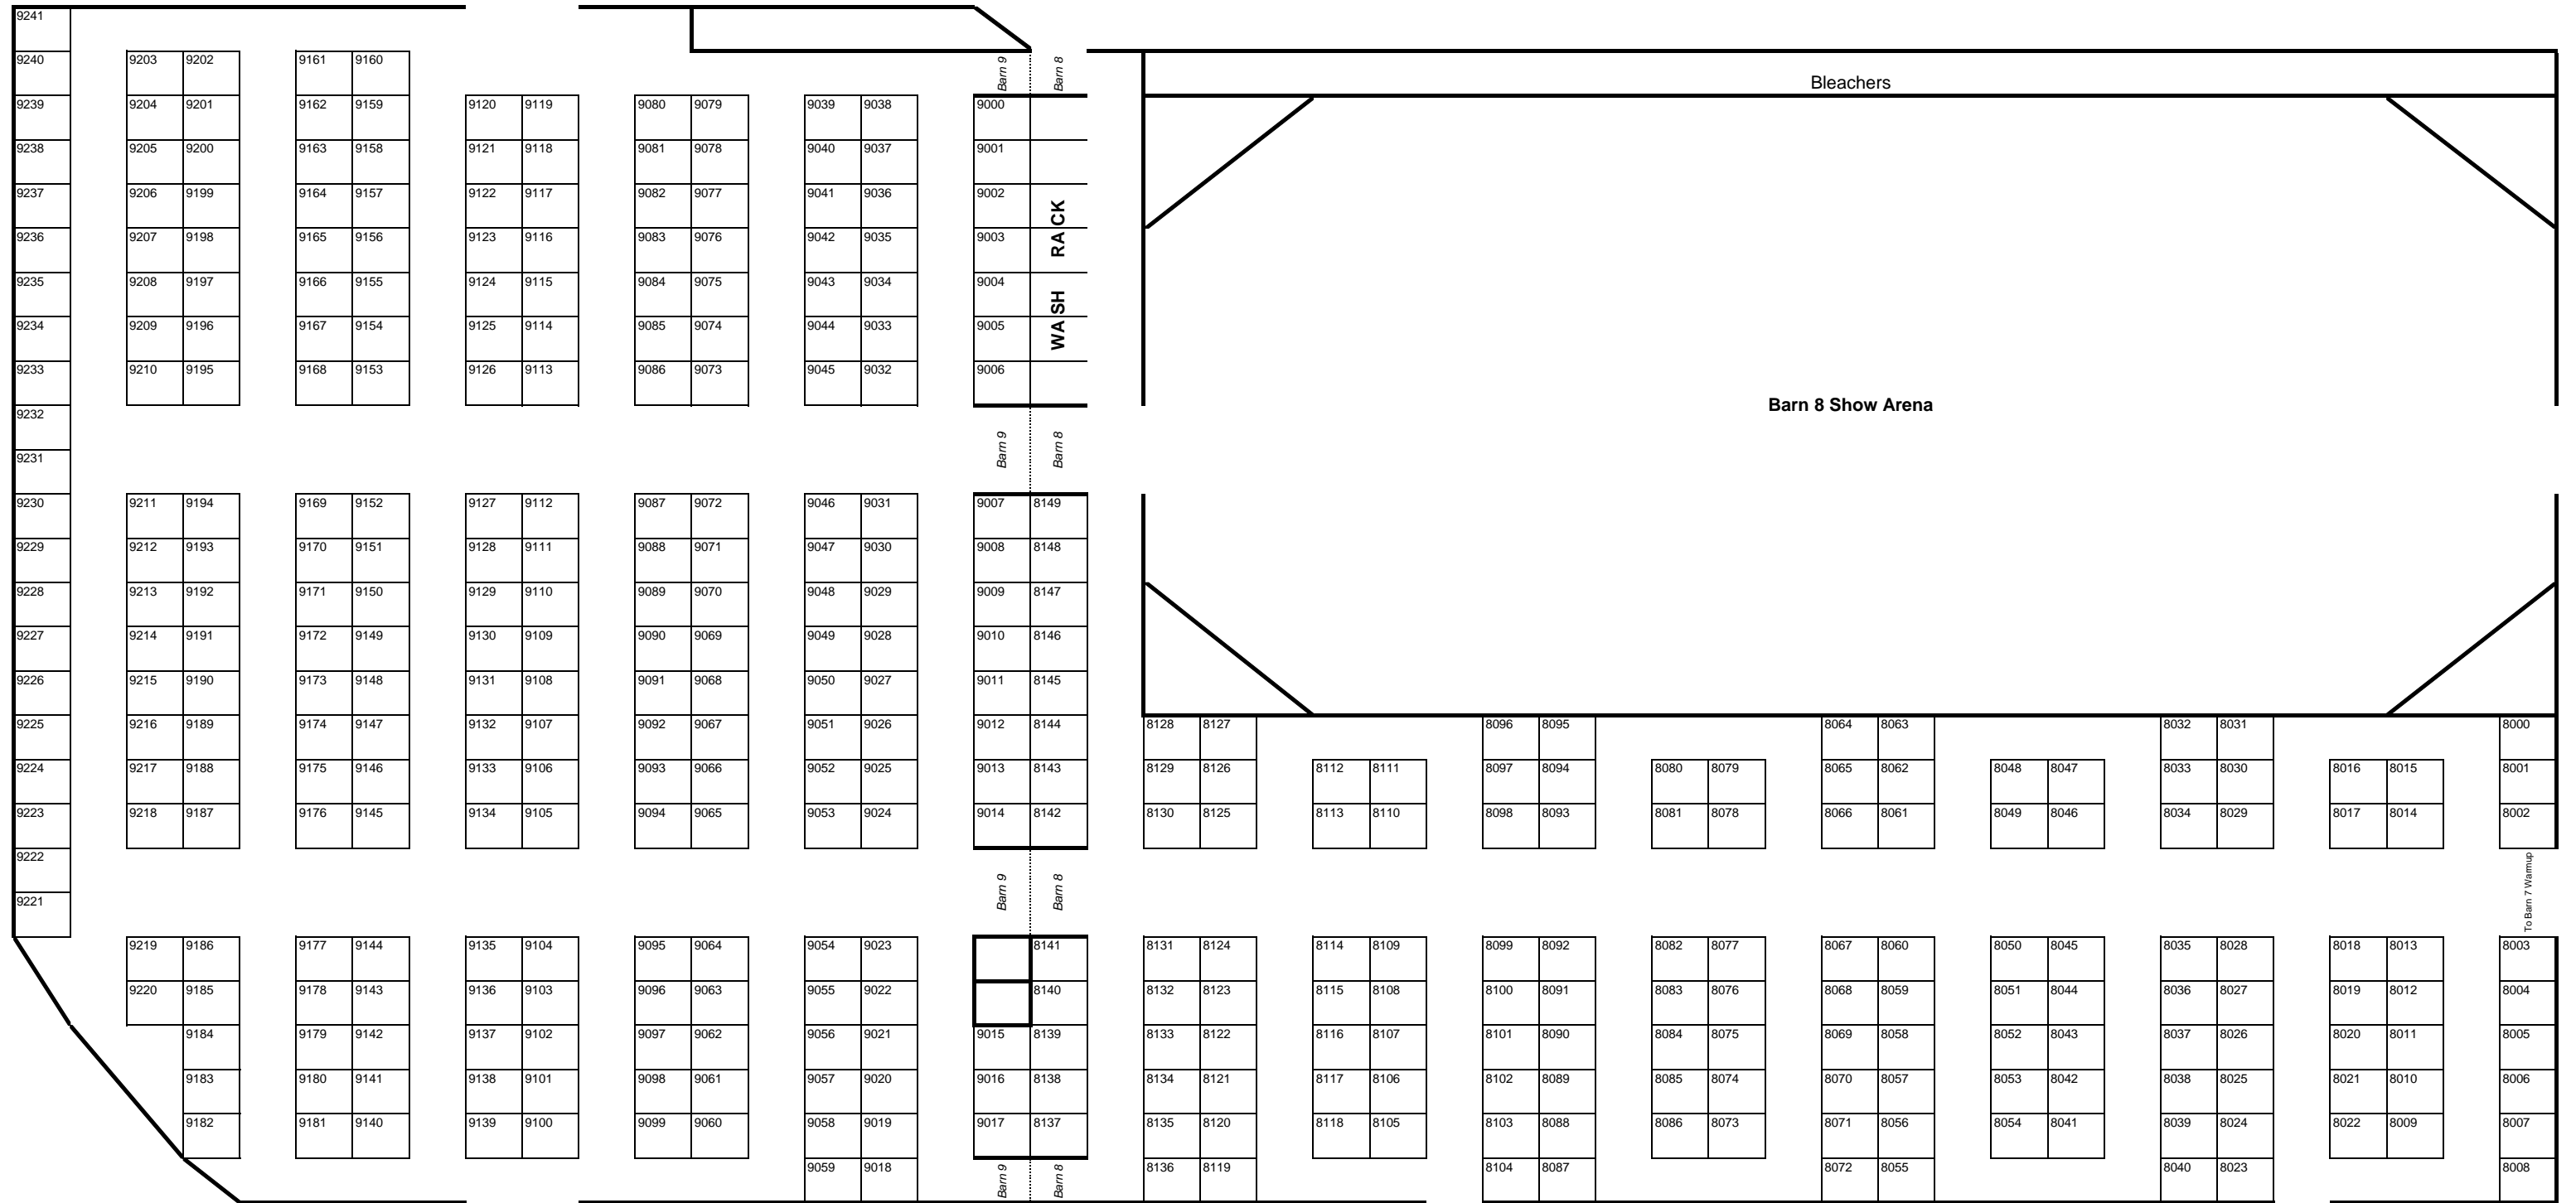 9241
9240 9203 9202 9161 9160 Barn 9 Barn 8
Bleachers
9239 9204 9201 9162 9159 9120 9119 9080 9079 9039 9038 9000
9238 9205 9200 9163 9158 9121 9118 9081 9078 9040 9037 9001
9237 9206 9199 9164 9157 9122 9117 9082 9077 9041 9036 9002
WASH RACK
9236 9207 9198 9165 9156 9123 9116 9083 9076 9042 9035 9003
9235 9208 9197 9166 9155 9124 9115 9084 9075 9043 9034 9004
9234 9209 9196 9167 9154 9125 9114 9085 9074 9044 9033 9005
9233 9210 9195 9168 9153 9126 9113 9086 9073 9045 9032 9006
Barn 8 Show Arena
9232
Barn 9 Barn 8
9231
9230 9211 9194 9169 9152 9127 9112 9087 9072 9046 9031 9007 8149
9229 9212 9193 9170 9151 9128 9111 9088 9071 9047 9030 9008 8148
9228 9213 9192 9171 9150 9129 9110 9089 9070 9048 9029 9009 8147
9227 9214 9191 9172 9149 9130 9109 9090 9069 9049 9028 9010 8146
9226 9215 9190 9173 9148 9131 9108 9091 9068 9050 9027 9011 8145
9225 9216 9189 9174 9147 9132 9107 9092 9067 9051 9026 9012 8144 8128 8127 8096 8095 8064 8063 8032 8031 8000
9224 9217 9188 9175 9146 9133 9106 9093 9066 9052 9025 9013 8143 8129 8126 8112 8111 8097 8094 8080 8079 8065 8062 8048 8047 8033 8030 8016 8015 8001
9223 9218 9187 9176 9145 9134 9105 9094 9065 9053 9024 9014 8142 8130 8125 8113 8110 8098 8093 8081 8078 8066 8061 8049 8046 8034 8029 8017 8014 8002
9222
Barn 9 Barn 8 To Barn 7 Warmup
9221
9219 9186 9177 9144 9135 9104 9095 9064 9054 9023 8141 8131 8124 8114 8109 8099 8092 8082 8077 8067 8060 8050 8045 8035 8028 8018 8013 8003
9220 9185 9178 9143 9136 9103 9096 9063 9055 9022 8140 8132 8123 8115 8108 8100 8091 8083 8076 8068 8059 8051 8044 8036 8027 8019 8012 8004
9184 9179 9142 9137 9102 9097 9062 9056 9021 9015 8139 8133 8122 8116 8107 8101 8090 8084 8075 8069 8058 8052 8043 8037 8026 8020 8011 8005
9183 9180 9141 9138 9101 9098 9061 9057 9020 9016 8138 8134 8121 8117 8106 8102 8089 8085 8074 8070 8057 8053 8042 8038 8025 8021 8010 8006
9182 9181 9140 9139 9100 9099 9060 9058 9019 9017 8137 8135 8120 8118 8105 8103 8088 8086 8073 8071 8056 8054 8041 8039 8024 8022 8009 8007
9059 9018 Barn 9 Barn 8 8136 8119 8104 8087 8072 8055 8040 8023 8008